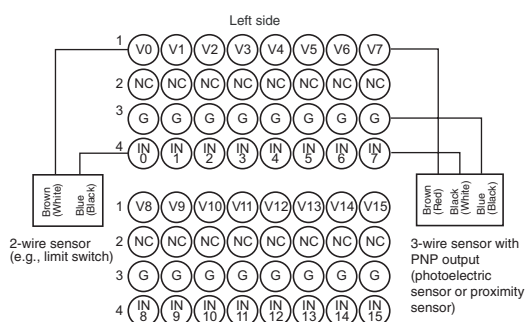 Left side
1 V0 V1 V2 V3 V4 V5 V6 V7
2 NC NC NC NC NC NC NC NC
3 G G G G G G G G
4 IN 0 IN 1 IN 2 IN 3 IN 4 IN 5 IN 6 IN 7
Brown (White)
Blue (Black)
2-wire sensor
(e.g., limit switch)
Brown (Red)
Black (White)
Blue (Black)
3-wire sensor with
PNP output
(photoelectric
sensor or proximity
sensor)
1 V8 V9 V10 V11 V12 V13 V14 V15
2 NC NC NC NC NC NC NC NC
3 G G G G G G G G
4 IN 8 IN 9 IN 10 IN 11 IN 12 IN 13 IN 14 IN 15